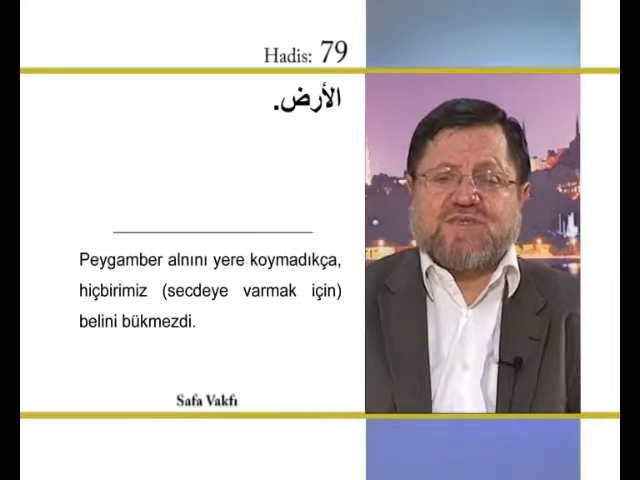 Hadis: 79
الأرض.
Peygamber alnını yere koymadıkça,
hiçbirimiz (secdeye varmak için)
belini bükmezdi.
Safa Vakfı